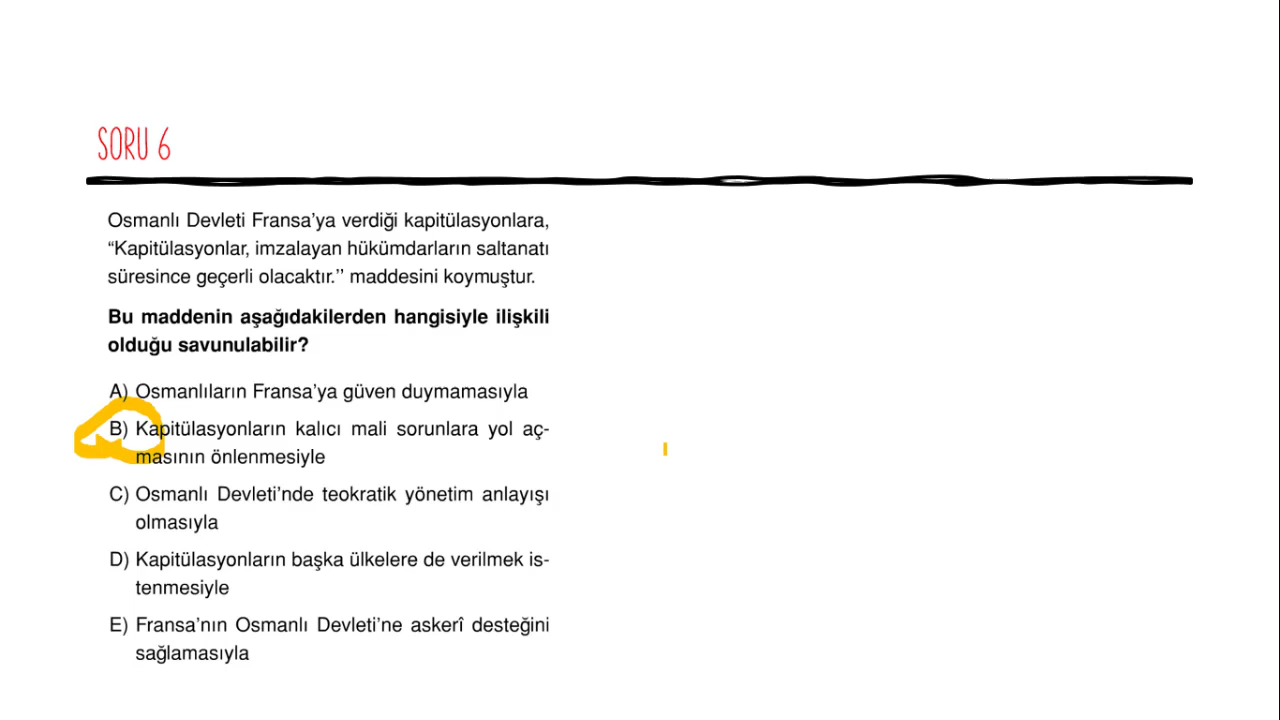 SORU 6
Osmanlı Devleti Fransa’ya verdiği kapitülasyonlara,
“Kapitülasyonlar, imzalayan hükümdarların saltanatı
süresince geçerli olacaktır.’’ maddesini koymuştur.
Bu maddenin aşağıdakilerden hangisiyle ilişkili
olduğu savunulabilir?
A) Osmanlıların Fransa’ya güven duymamasıyla
B) Kapitülasyonların kalıcı mali sorunlara yol aç-
masının önlenmesiyle
C) Osmanlı Devleti’nde teokratik yönetim anlayışı
olmasıyla
D) Kapitülasyonların başka ülkelere de verilmek is-
tenmesiyle
E) Fransa’nın Osmanlı Devleti’ne askerî desteğini
sağlamasıyla